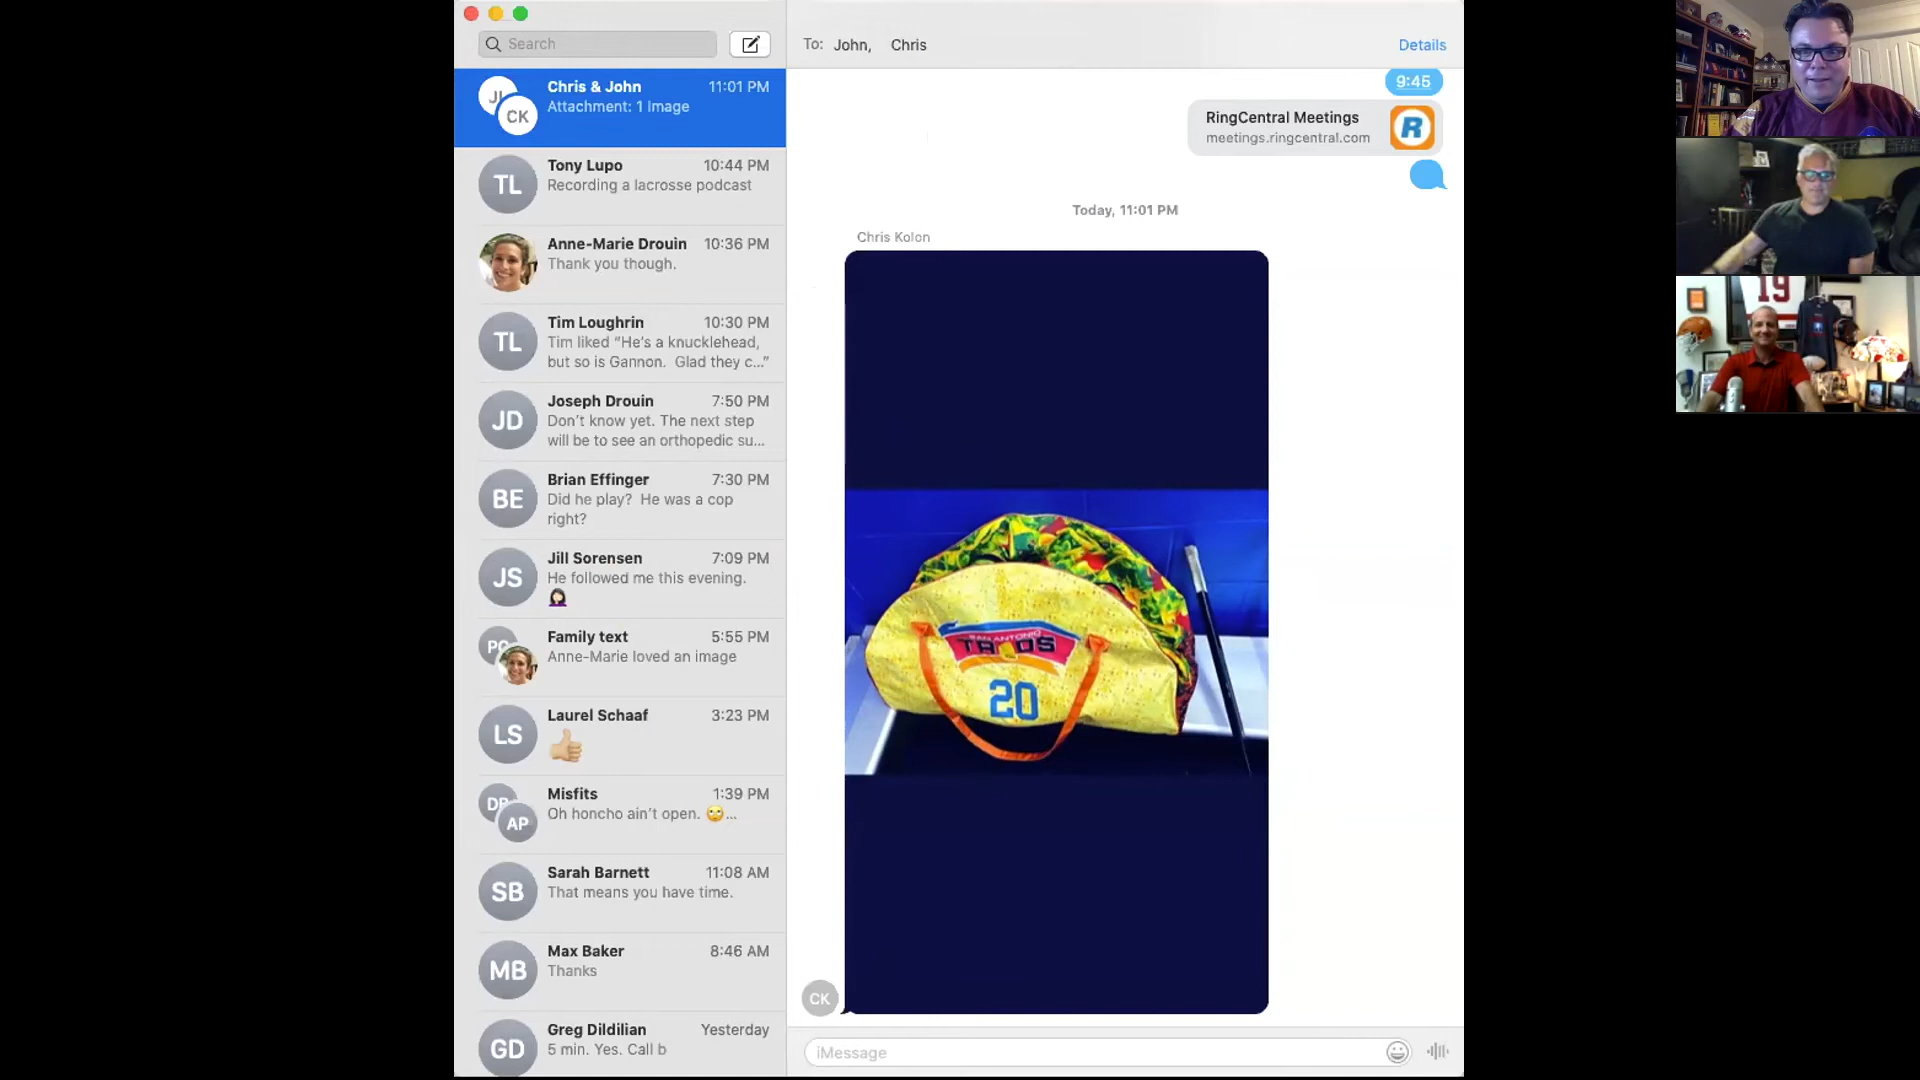 Search
To: John, Chris
Details
Chris & John 11:01 PM
Attachment: 1 Image
Tony Lupo 10:44 PM
Recording a lacrosse podcast
Anne-Marie Drouin 10:36 PM
Thank you though.
Tim Loughrin 10:30 PM
Tim liked “He’s a knucklehead,
but so is Gannon. Glad they c...”
Joseph Drouin 7:50 PM
Don’t know yet. The next step
will be to see an orthopedic su...
Brian Effinger 7:30 PM
Did he play? He was a cop
right?
Jill Sorensen 7:09 PM
He followed me this evening.
Family text 5:55 PM
Anne-Marie loved an image
Laurel Schaaf 3:23 PM
Misfits 1:39 PM
Oh honcho ain’t open. 🙄...
Sarah Barnett 11:08 AM
That means you have time.
Max Baker 8:46 AM
Thanks
Greg Dildilian Yesterday
5 min. Yes. Call b
JL
CK
TL
TL
JD
BE
JS
LS
AP
SB
MB
GD
9:45
RingCentral Meetings
meetings.ringcentral.com
R
Today, 11:01 PM
Chris Kolon
SAN ANTONIO
TACOS
20
CK
iMessage
19